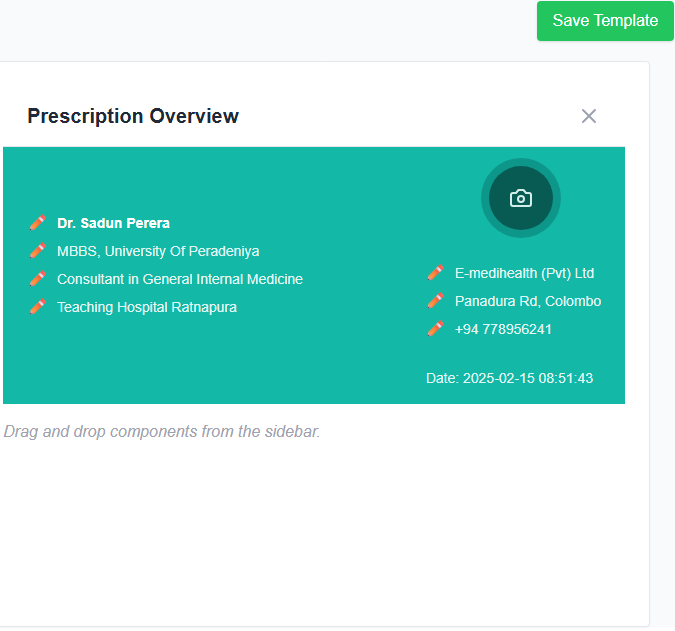 Save Template
Prescription Overview
Dr. Sadun Perera
MBBS, University Of Peradeniya
Consultant in General Internal Medicine
Teaching Hospital Ratnapura
E-medihealth (Pvt) Ltd
Panadura Rd, Colombo
+94 778956241
Date: 2025-02-15 08:51:43
Drag and drop components from the sidebar.